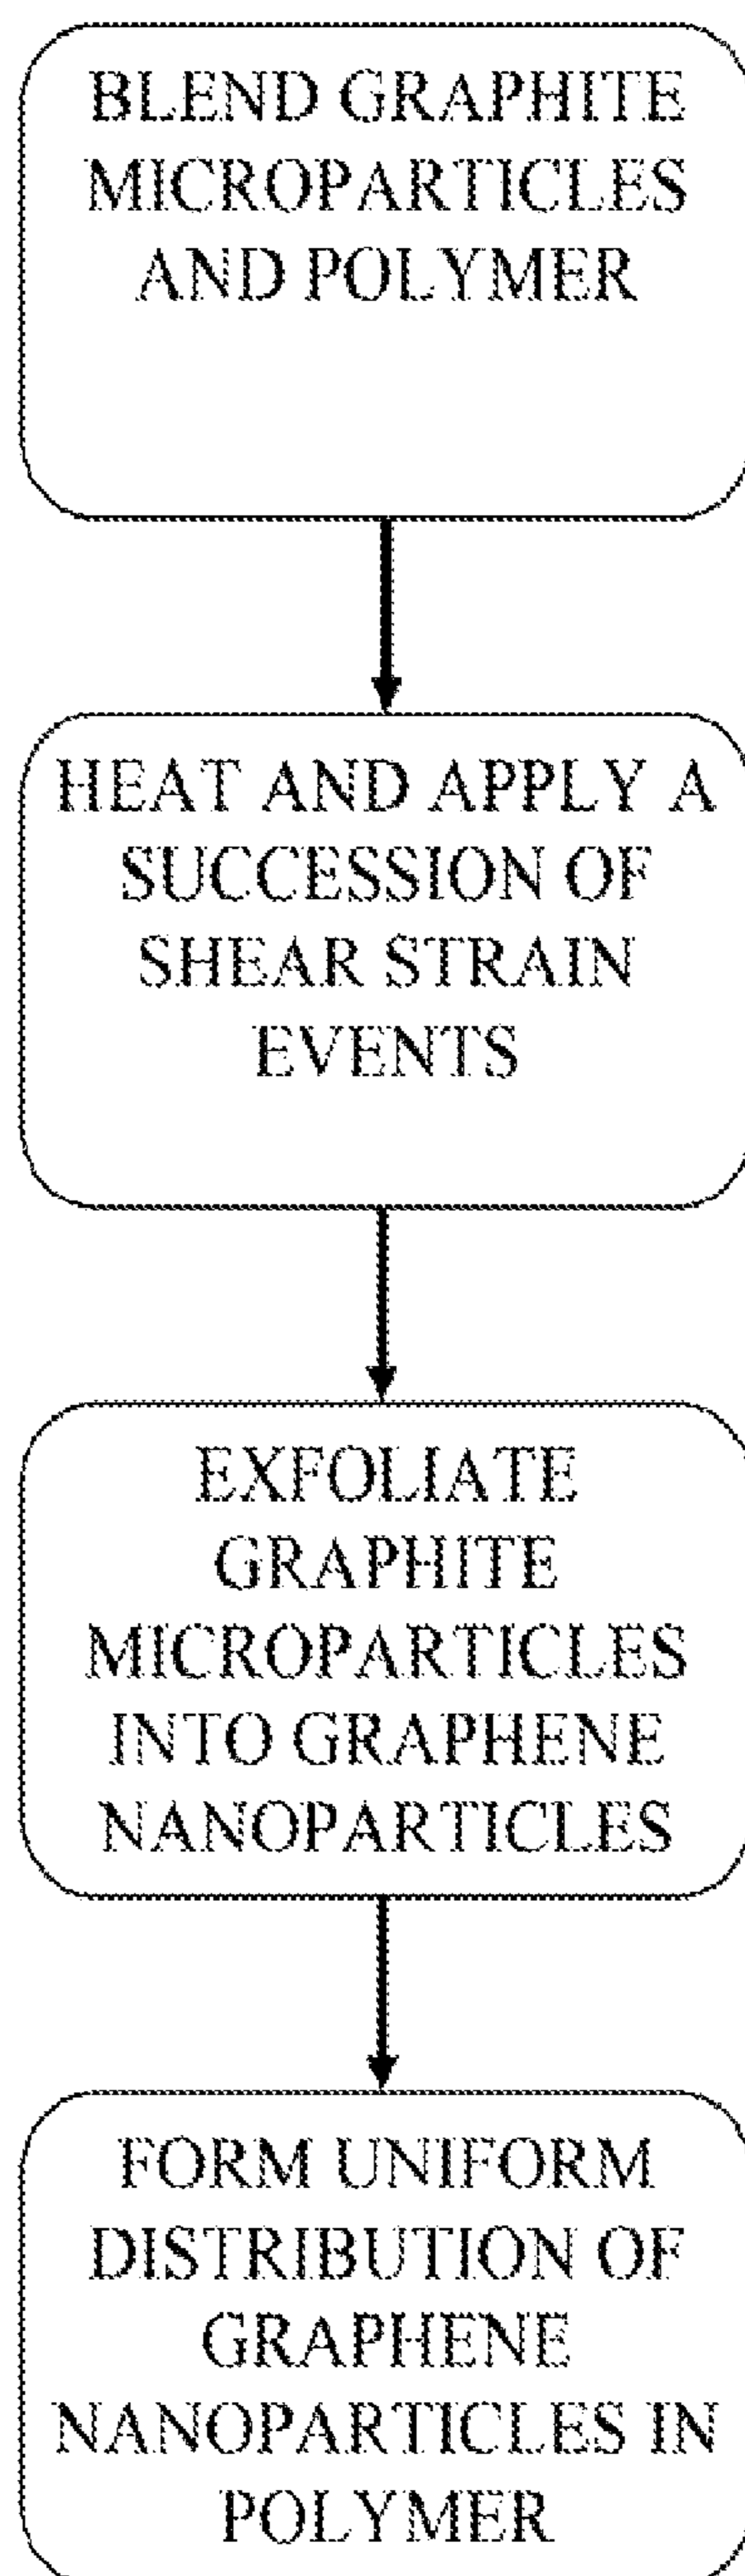 BLEND GRAPHITE
MICROPARTICLES
AND POLYMER
HEAT AND APPLY A
SUCCESSION OF
SHEAR STRAIN
EVENTS
EXFOLIATE
GRAPHITE
MICROPARTICLES
INTO GRAPHENE
NANOPARTICLES
FORM UNIFORM
DISTRIBUTION OF
GRAPHENE
NANOPARTICLES IN
POLYMER